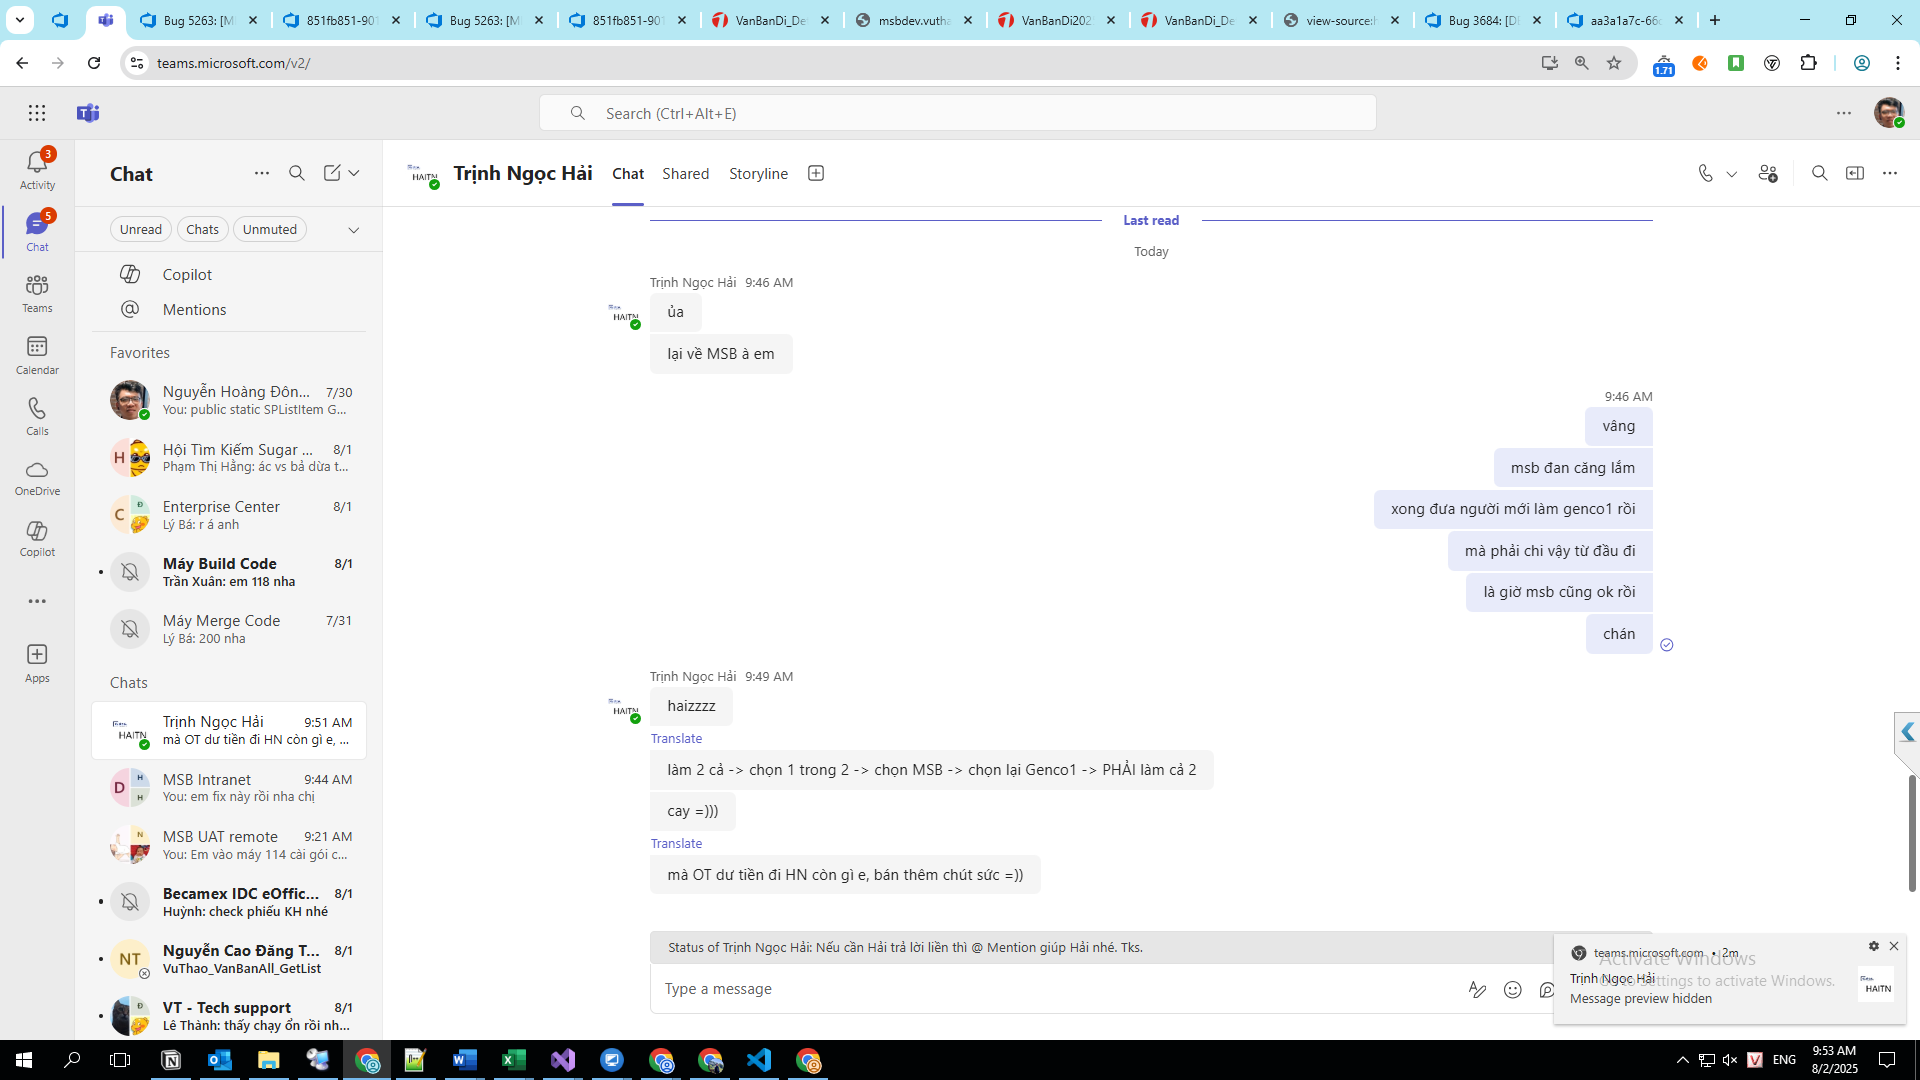 Bug 5263: [M
851fb851-901
Bug 5263: [M
851fb851-901
VanBanDi_De
msbdev.vutha
VanBanDi202
VanBanDi_De
view-source:h
Bug 3684: [D
aa3a1a7c-66
teams.microsoft.com/v2/
1.71
Search (Ctrl+Alt+E)
3
Activity
5
Chat
Teams
Calendar
Calls
OneDrive
Copilot
Apps
Chat
Unread
Chats
Unmuted
Copilot
Mentions
Favorites
Nguyễn Hoàng Đôn... 7/30
You: public static SPListItem G...
Hội Tìm Kiếm Sugar ... 8/1
Phạm Thị Hằng: ác vs bả dừa t...
Enterprise Center 8/1
Lý Bá: r á anh
Máy Build Code 8/1
Trần Xuân: em 118 nha
Máy Merge Code 7/31
Lý Bá: 200 nha
Chats
Trịnh Ngọc Hải 9:51 AM
mà OT dư tiền đi HN còn gì e, ...
MSB Intranet 9:44 AM
You: em fix này rồi nha chị
MSB UAT remote 9:21 AM
You: Em vào máy 114 cài gói c...
Becamex IDC eOffic... 8/1
Huỳnh: check phiếu KH nhé
NT
Nguyễn Cao Đăng T... 8/1
VuThao_VanBanAll_GetList
VT - Tech support 8/1
Lê Thành: thấy chạy ổn rồi nh...
HAITN
Trịnh Ngọc Hải
Chat
Shared
Storyline
Last read
Today
Trịnh Ngọc Hải 9:46 AM
HAITN
ủa
lại về MSB à em
9:46 AM
vâng
msb đan căng lắm
xong đưa người mới làm genco1 rồi
mà phải chi vậy từ đầu đi
là giờ msb cũng ok rồi
chán
Trịnh Ngọc Hải 9:49 AM
HAITN
haizzzz
Translate
làm 2 cả -> chọn 1 trong 2 -> chọn MSB -> chọn lại Genco1 -> PHẢI làm cả 2
cay =)))
Translate
mà OT dư tiền đi HN còn gì e, bán thêm chút sức =))
Status of Trịnh Ngọc Hải: Nếu cần Hải trả lời liền thì @ Mention giúp Hải nhé. Tks.
Type a message
teams.microsoft.com • 2m
Trịnh Ngọc Hải
Message preview hidden
HAITN
Activate Windows
Go to Settings to activate Windows.
ENG
9:53 AM
8/2/2025